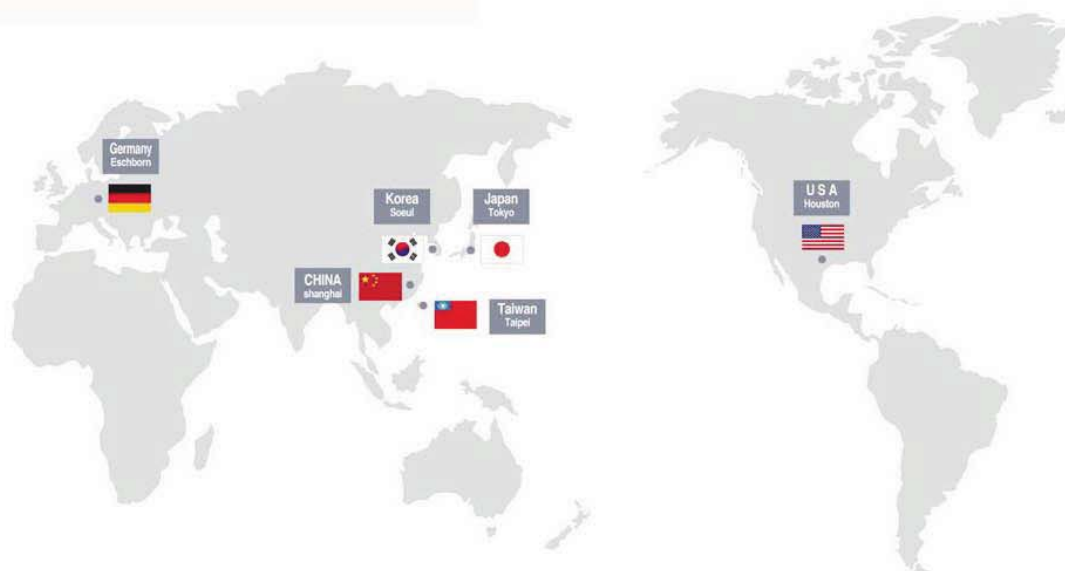 Germany
Eschborn
Korea
Soeul
Japan
Tokyo
U S A
Houston
CHINA
shanghai
Taiwan
Taipei